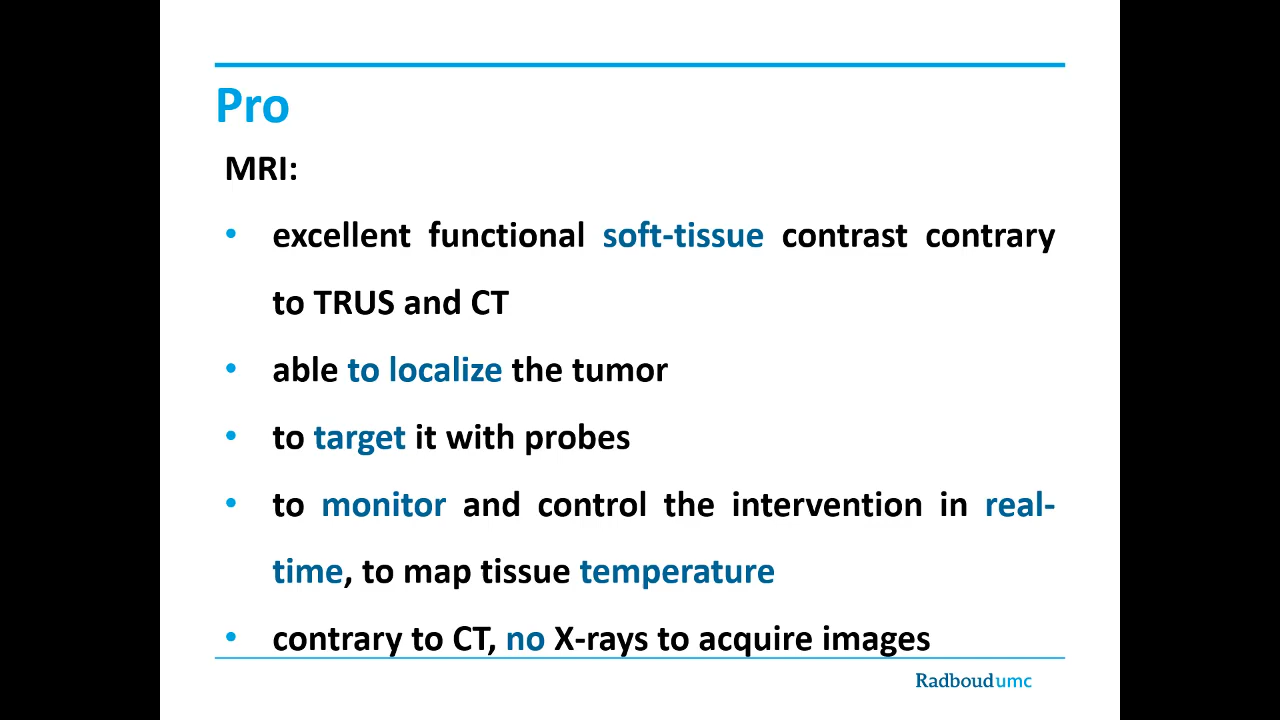 Pro
MRI:
• excellent functional soft-tissue contrast contrary
to TRUS and CT
• able to localize the tumor
• to target it with probes
• to monitor and control the intervention in real-
time, to map tissue temperature
• contrary to CT, no X-rays to acquire images
Radboudumc